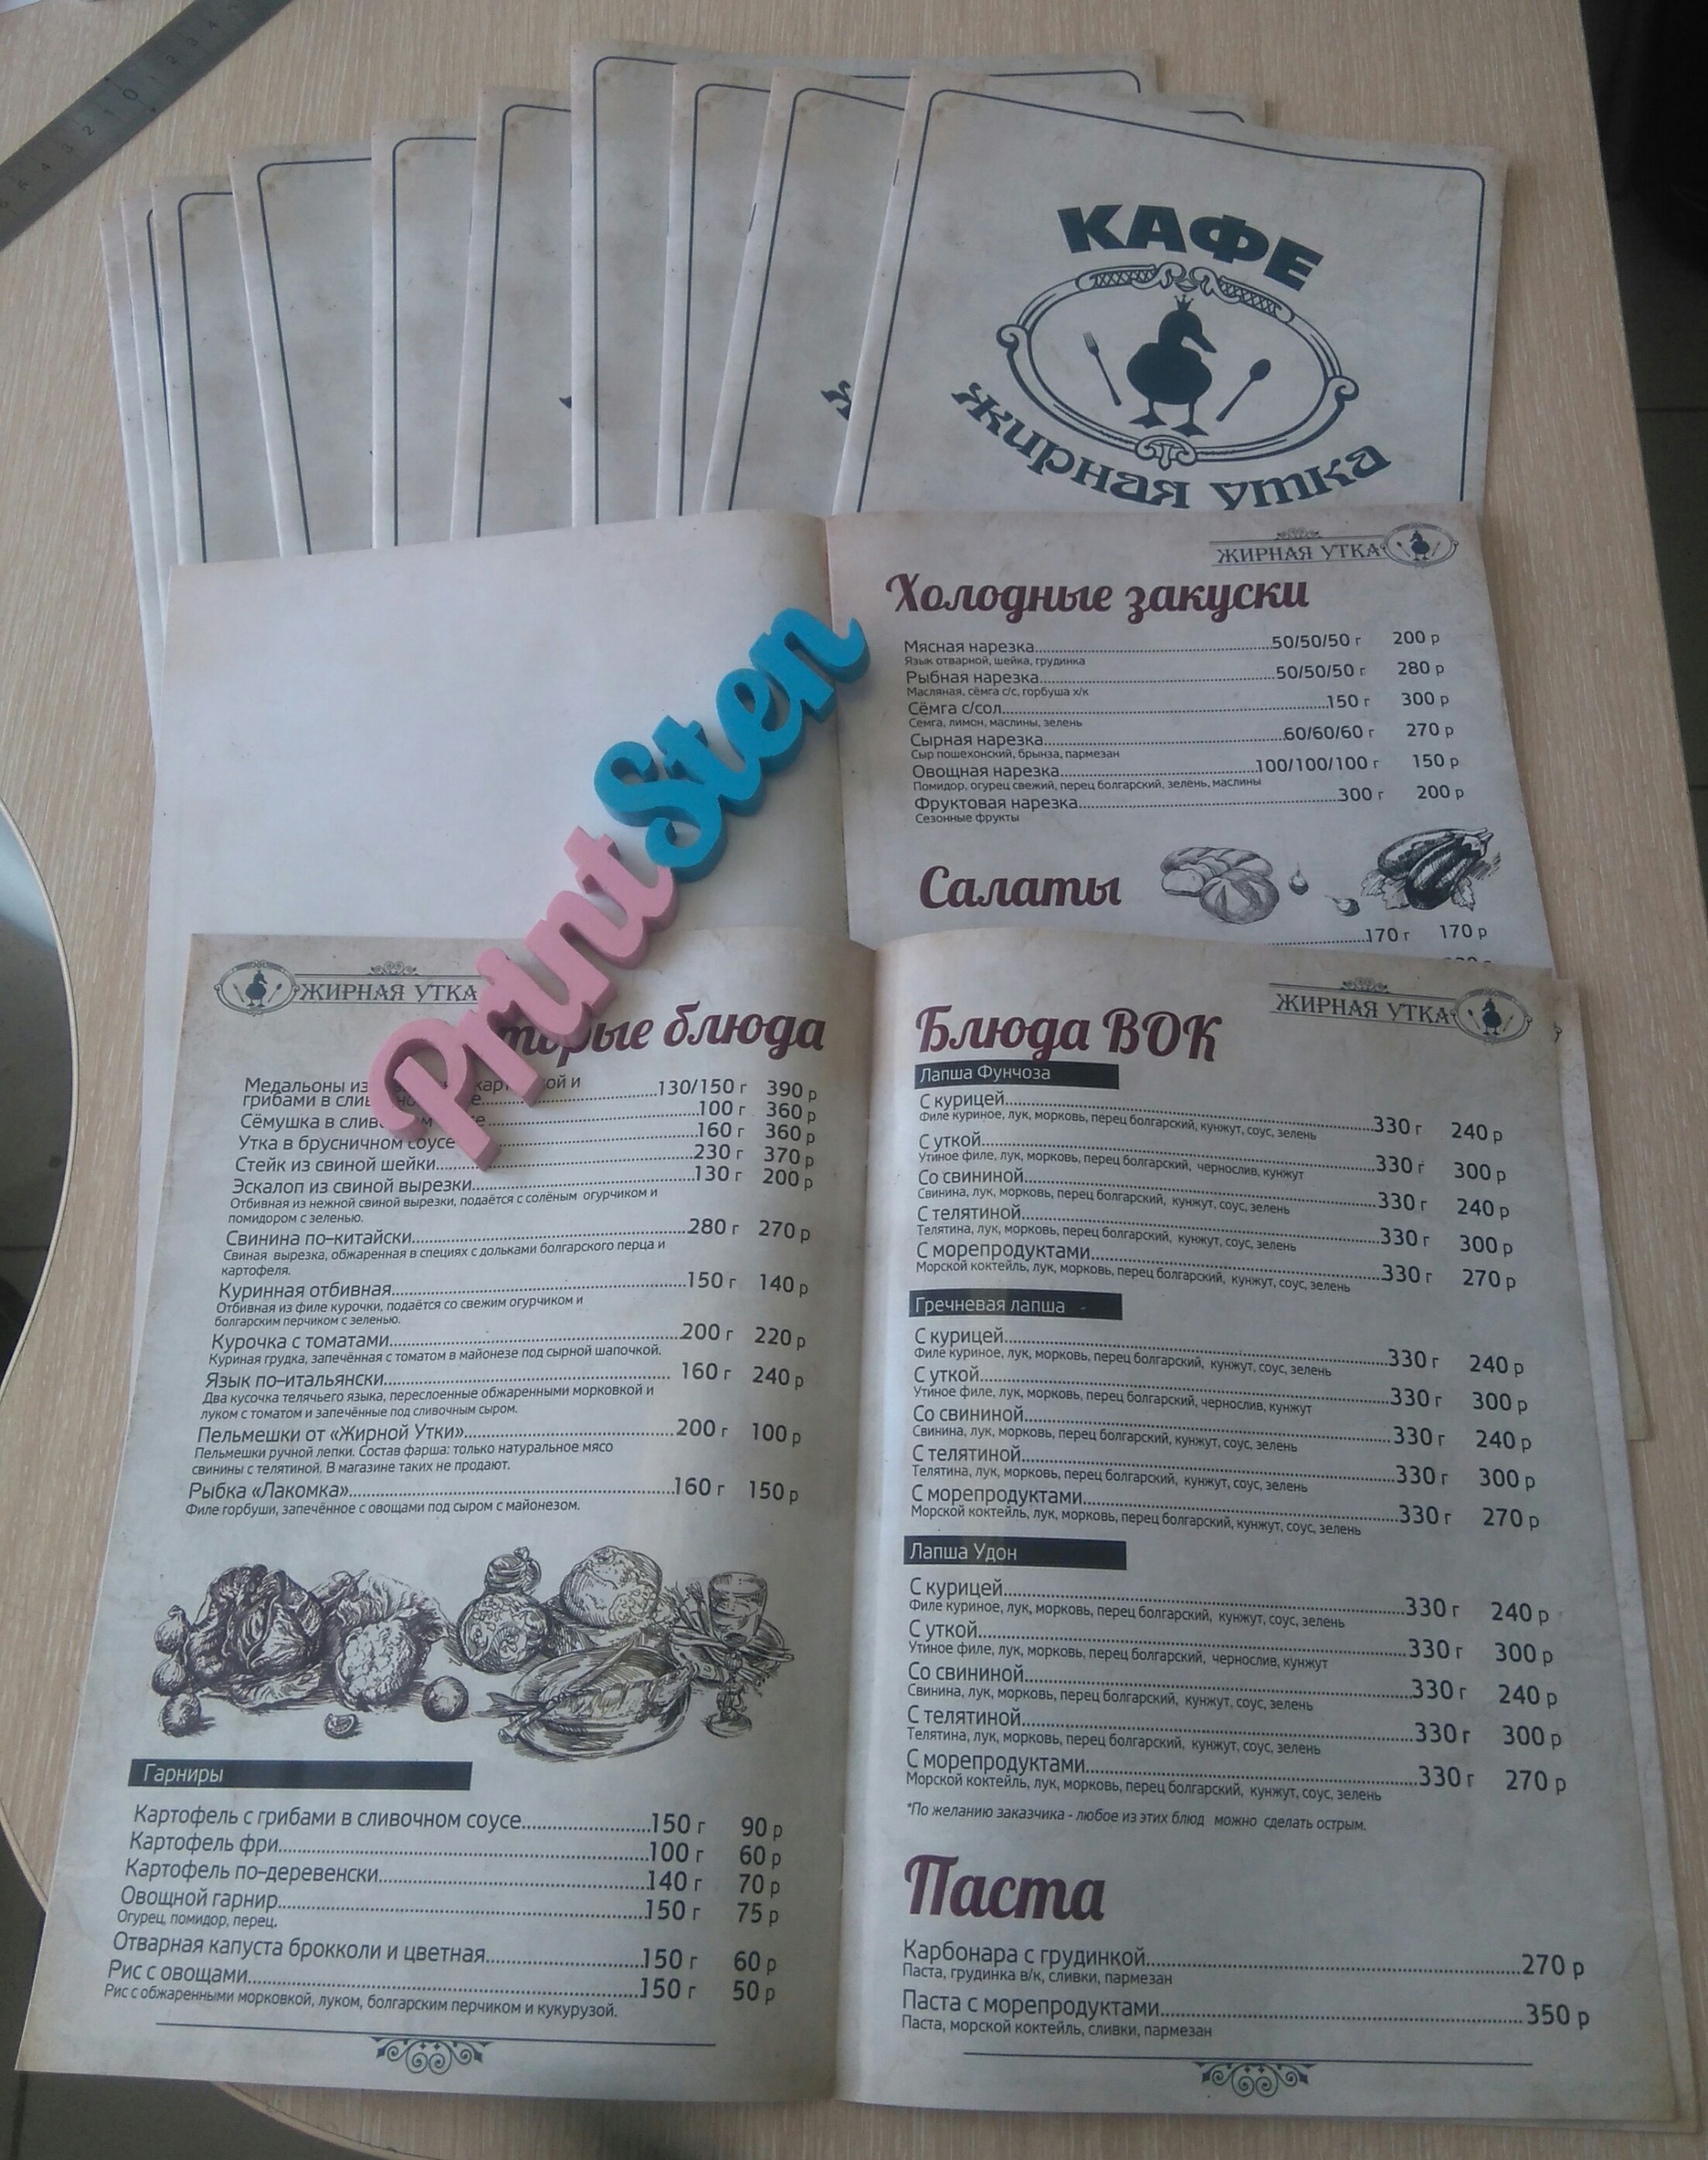 КАФЕ
Жирная утка
ЖИРНАЯ УТКА
Холодные закуски
Мясная нарезка 50/50/50 г 200 р
Язык отварной, шейка, грудинка
Рыбная нарезка 50/50/50 г 280 р
Масляная, сёмга с/с, горбуша х/к
Сёмга с/сол 150 г 300 р
Семга, лимон, маслины, зелень
Сырная нарезка 60/60/60 г 270 р
Сыр пошехонский, брынза, пармезан
Овощная нарезка 100/100/100 г 150 р
Помидор, огурец свежий, перец болгарский, зелень, маслины
Фруктовая нарезка 300 г 200 р
Сезонные фрукты
Салаты
170 г 170 р
Print Sten
ЖИРНАЯ УТКА
торые блюда
Медальоны из кар ой и
грибами в слив 130/150 г 390 р
Сёмушка в слив 100 г 360 р
Утка в брусничном соусе 160 г 360 р
Стейк из свиной шейки 230 г 370 р
Эскалоп из свиной вырезки 130 г 200 р
Отбивная из нежной свиной вырезки, подаётся с солёным огурчиком и
помидором с зеленью.
Свинина по-китайски 280 г 270 р
Свиная вырезка, обжаренная в специях с дольками болгарского перца и
картофеля.
Куринная отбивная 150 г 140 р
Отбивная из филе курочки, подаётся со свежим огурчиком и
болгарским перчиком с зеленью.
Курочка с томатами 200 г 220 р
Куриная грудка, запечённая с томатом в майонезе под сырной шапочкой.
Язык по-итальянски 160 г 240 р
Два кусочка телячьего языка, переслоенные обжаренными морковкой и
луком с томатом и запечённые под сливочным сыром.
Пельмешки от «Жирной Утки» 200 г 100 р
Пельмешки ручной лепки. Состав фарша: только натуральное мясо
свинины с телятиной. В магазине таких не продают.
Рыбка «Лакомка» 160 г 150 р
Филе горбуши, запечённое с овощами под сыром с майонезом.
Гарниры
Картофель с грибами в сливочном соусе 150 г 90 р
Картофель фри 100 г 60 р
Картофель по-деревенски 140 г 70 р
Овощной гарнир 150 г 75 р
Огурец, помидор, перец.
Отварная капуста брокколи и цветная 150 г 60 р
Рис с овощами 150 г 50 р
Рис с обжаренными морковкой, луком, болгарским перчиком и кукурузой.
ЖИРНАЯ УТКА
Блюда ВОК
Лапша Фунчоза
С курицей 330 г 240 р
Филе куриное, лук, морковь, перец болгарский, кунжут, соус, зелень
С уткой 330 г 300 р
Утиное филе, лук, морковь, перец болгарский, чернослив, кунжут
Со свининой 330 г 240 р
Свинина, лук, морковь, перец болгарский, кунжут, соус, зелень
С телятиной 330 г 300 р
Телятина, лук, морковь, перец болгарский, кунжут, соус, зелень
С морепродуктами 330 г 270 р
Морской коктейль, лук, морковь, перец болгарский, кунжут, соус, зелень
Гречневая лапша
С курицей 330 г 240 р
Филе куриное, лук, морковь, перец болгарский, кунжут, соус, зелень
С уткой 330 г 300 р
Утиное филе, лук, морковь, перец болгарский, чернослив, кунжут
Со свининой 330 г 240 р
Свинина, лук, морковь, перец болгарский, кунжут, соус, зелень
С телятиной 330 г 300 р
Телятина, лук, морковь, перец болгарский, кунжут, соус, зелень
С морепродуктами 330 г 270 р
Морской коктейль, лук, морковь, перец болгарский, кунжут, соус, зелень
Лапша Удон
С курицей 330 г 240 р
Филе куриное, лук, морковь, перец болгарский, кунжут, соус, зелень
С уткой 330 г 300 р
Утиное филе, лук, морковь, перец болгарский, чернослив, кунжут
Со свининой 330 г 240 р
Свинина, лук, морковь, перец болгарский, кунжут, соус, зелень
С телятиной 330 г 300 р
Телятина, лук, морковь, перец болгарский, кунжут, соус, зелень
С морепродуктами 330 г 270 р
Морской коктейль, лук, морковь, перец болгарский, кунжут, соус, зелень
*По желанию заказчика - любое из этих блюд можно сделать острым.
Паста
Карбонара с грудинкой 270 р
Паста, грудинка в/к, сливки, пармезан
Паста с морепродуктами 350 р
Паста, морской коктейль, сливки, пармезан